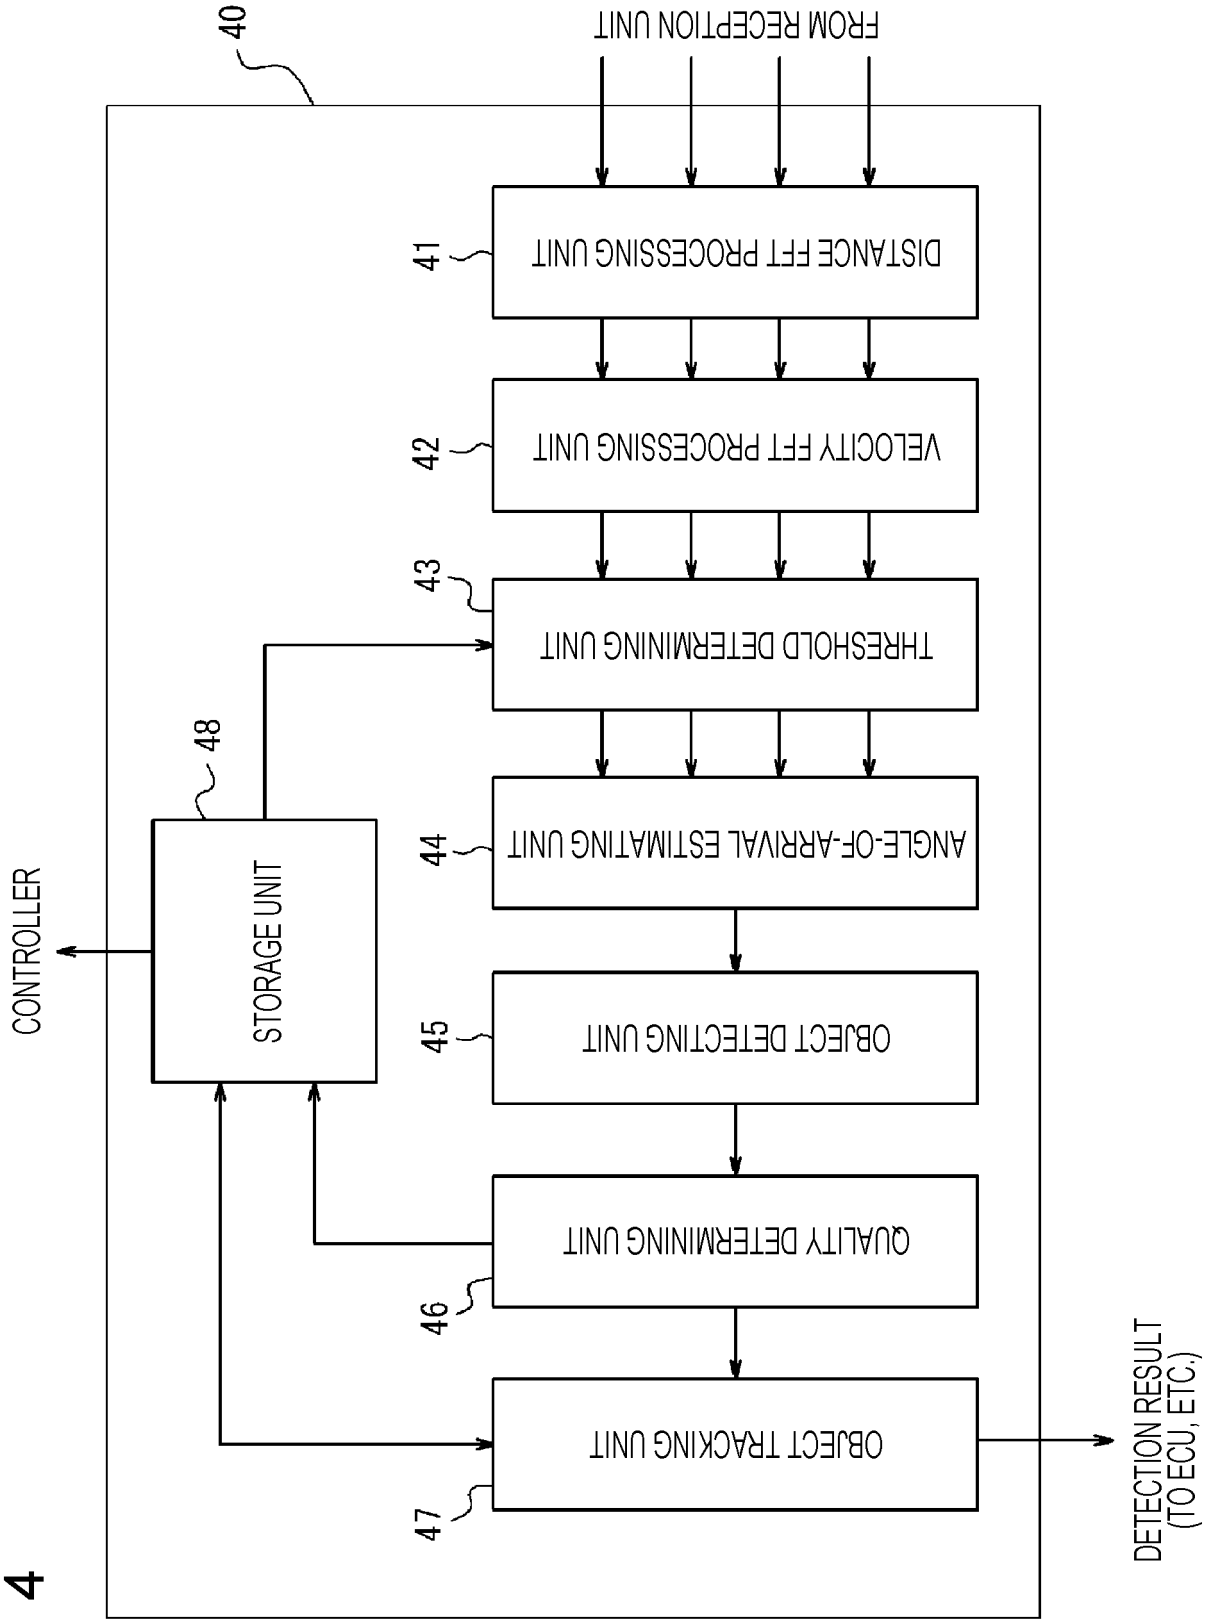 4
40
FROM RECEPTION UNIT
41
DISTANCE FFT PROCESSING
UNIT
42
VELOCITY FFT PROCESSING
UNIT
43
THRESHOLD DETERMINING UNIT
44
ANGLE-OF-ARRIVAL ESTIMATING UNIT
45
OBJECT DETECTING UNIT
46
QUALITY DETERMINING UNIT
47
OBJECT TRACKING UNIT
48
STORAGE UNIT
CONTROLLER
DETECTION RESULT
(TO ECU, ETC.)